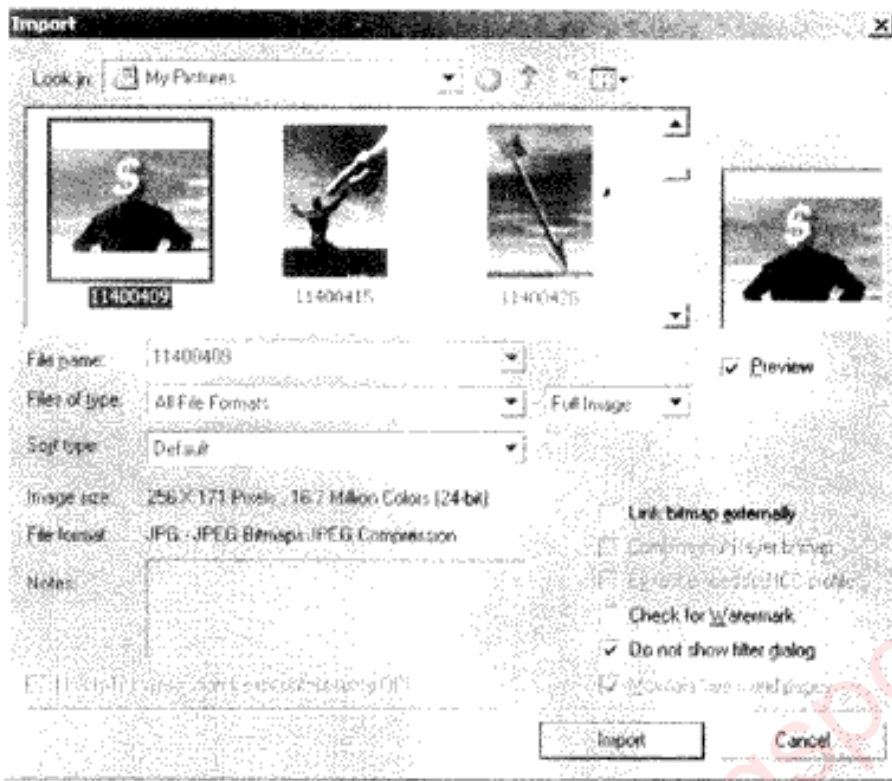 Import
Look in: My Pictures
11400409 11400415 11400426
File name: 11400409
Preview
Files of type: All File Formats Full Image
Sort type: Default
Image size: 256 X 171 Pixels, 16.7 Million Colors (24-bit)
File format: JPG - JPEG Bitmaps JPEG Compression
Link bitmap externally
Notes:
Check for Watermark
Do not show filter dialog
Import Cancel